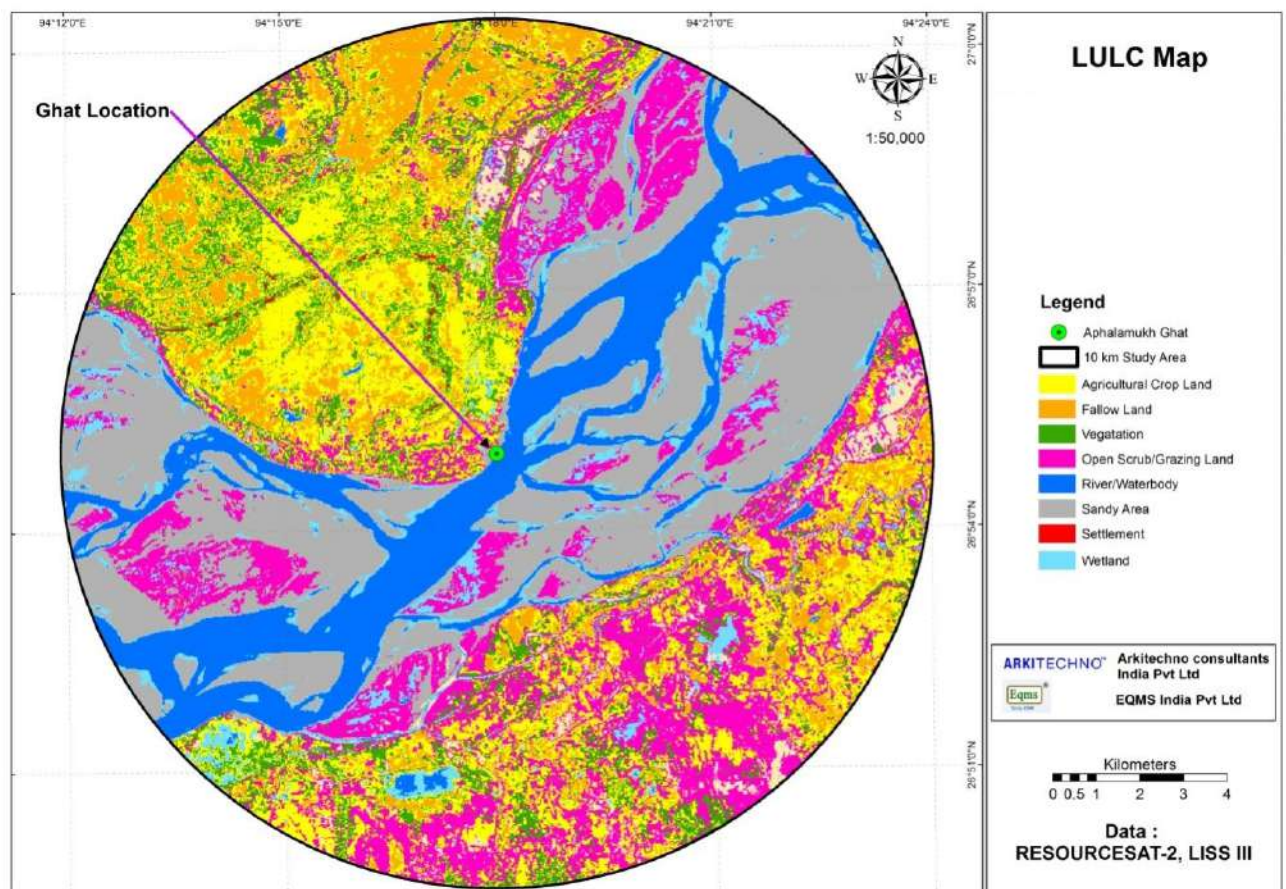 94°12'0"E
94°15'0"E
94°18'0"E
94°21'0"E
94°24'0"E
Ghat Location
N
W E
S
1:50,000
27°0'0"N
26°57'0"N
26°54'0"N
26°51'0"N
LULC Map
Legend
Aphalamukh Ghat
10 km Study Area
Agricultural Crop Land
Fallow Land
Vegatation
Open Scrub/Grazing Land
River/Waterbody
Sandy Area
Settlement
Wetland
ARKITECHNO™ Arkitechno consultants
India Pvt Ltd
Eqms ®
EQMS India Pvt Ltd
Kilometers
0 0.5 1 2 3 4
Data :
RESOURCESAT-2, LISS III